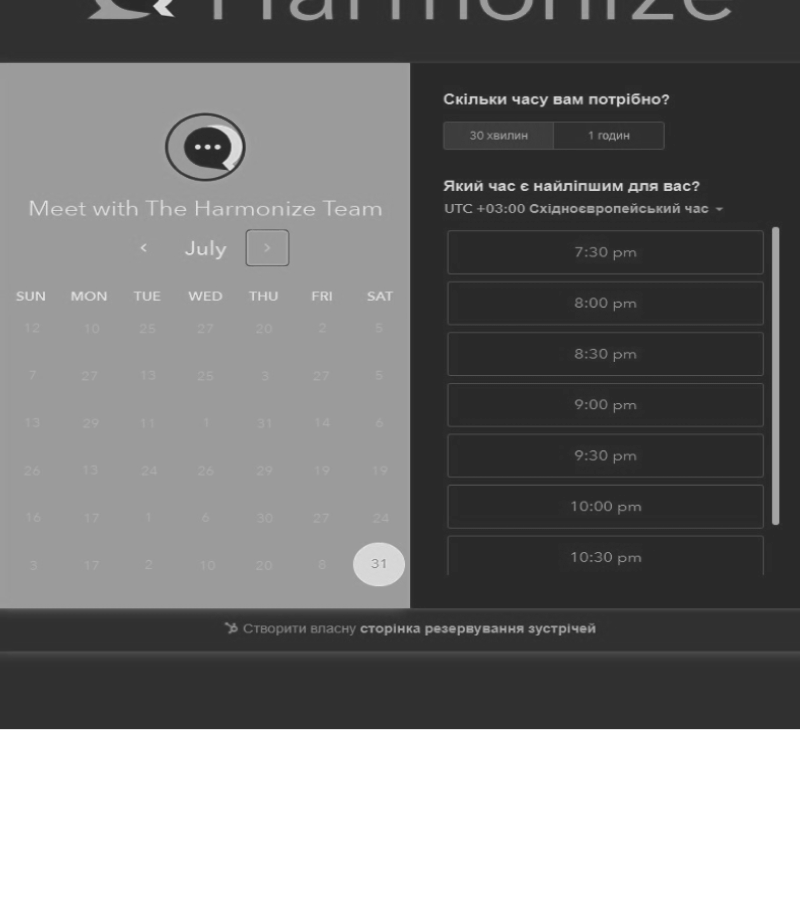 Harmonize
Meet with The Harmonize Team
July
SUN MON TUE WED THU FRI SAT
12 10 25 27 20 2 5
7 27 13 25 3 27 5
13 29 11 1 31 14 6
26 13 24 26 29 19 19
16 17 1 6 30 27 24
3 17 2 10 20 8 31
Скільки часу вам потрібно?
30 хвилин 1 годин
Який час є найліпшим для вас?
UTC +03:00 Східноєвропейський час
7:30 pm
8:00 pm
8:30 pm
9:00 pm
9:30 pm
10:00 pm
10:30 pm
Створити власну сторінка резервування зустрічей